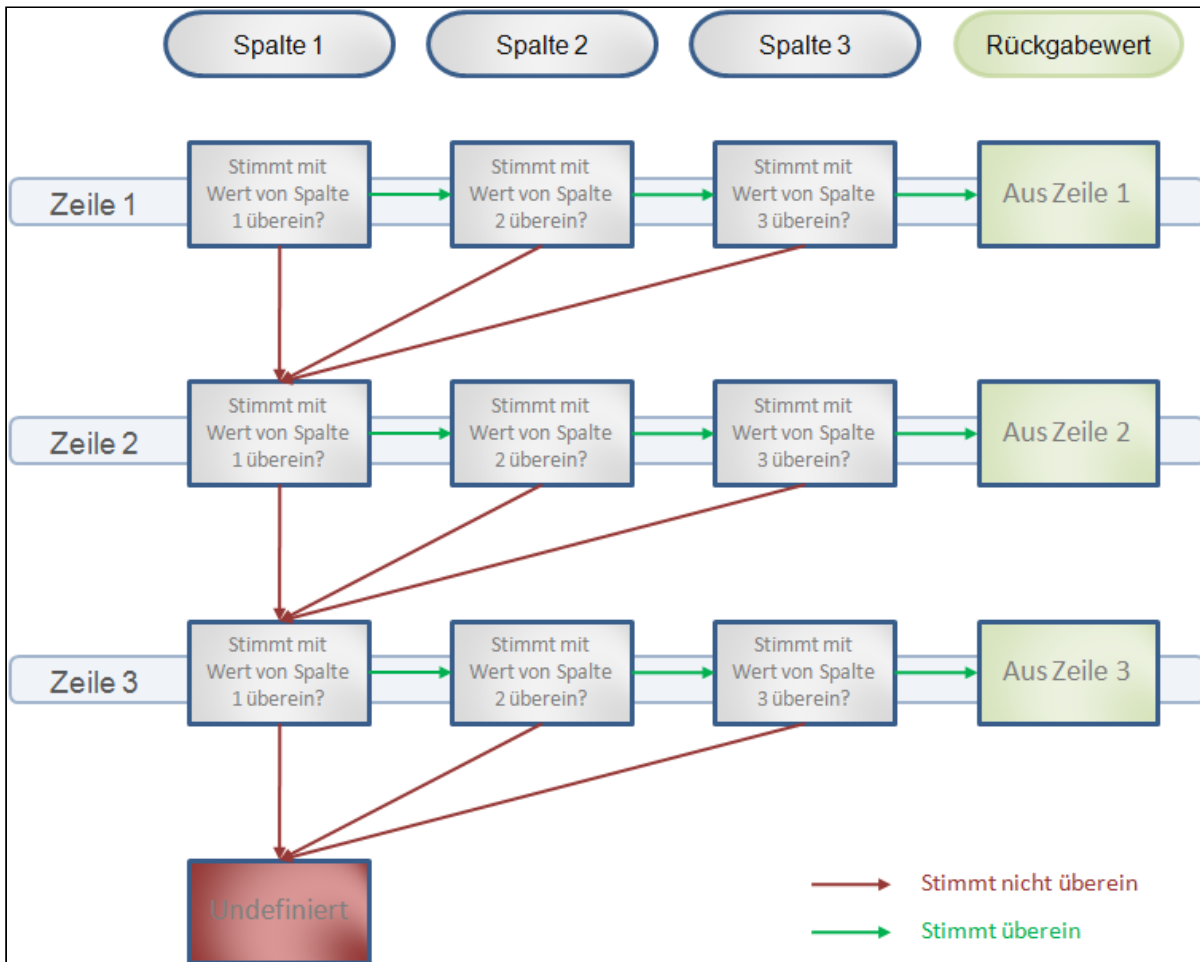 Spalte 1
Spalte 2
Spalte 3
Rückgabewert
Zeile 1
Stimmt mit
Wert von Spalte
1 überein?
Stimmt mit
Wert von Spalte
2 überein?
Stimmt mit
Wert von Spalte
3 überein?
Aus Zeile 1
Zeile 2
Stimmt mit
Wert von Spalte
1 überein?
Stimmt mit
Wert von Spalte
2 überein?
Stimmt mit
Wert von Spalte
3 überein?
Aus Zeile 2
Zeile 3
Stimmt mit
Wert von Spalte
1 überein?
Stimmt mit
Wert von Spalte
2 überein?
Stimmt mit
Wert von Spalte
3 überein?
Aus Zeile 3
Undefiniert
Stimmt nicht überein
Stimmt überein